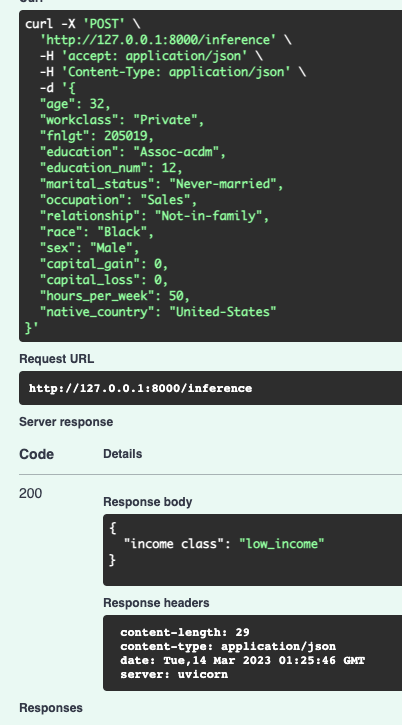 curl -X 'POST' \
'http://127.0.0.1:8000/inference' \
-H 'accept: application/json' \
-H 'Content-Type: application/json' \
-d '{
"age": 32,
"workclass": "Private",
"fnlgt": 205019,
"education": "Assoc-acdm",
"education_num": 12,
"marital_status": "Never-married",
"occupation": "Sales",
"relationship": "Not-in-family",
"race": "Black",
"sex": "Male",
"capital_gain": 0,
"capital_loss": 0,
"hours_per_week": 50,
"native_country": "United-States"
}'
Request URL
http://127.0.0.1:8000/inference
Server response
Code Details
200
Response body
{
"income class": "low_income"
}
Response headers
content-length: 29
content-type: application/json
date: Tue,14 Mar 2023 01:25:46 GMT
server: uvicorn
Responses